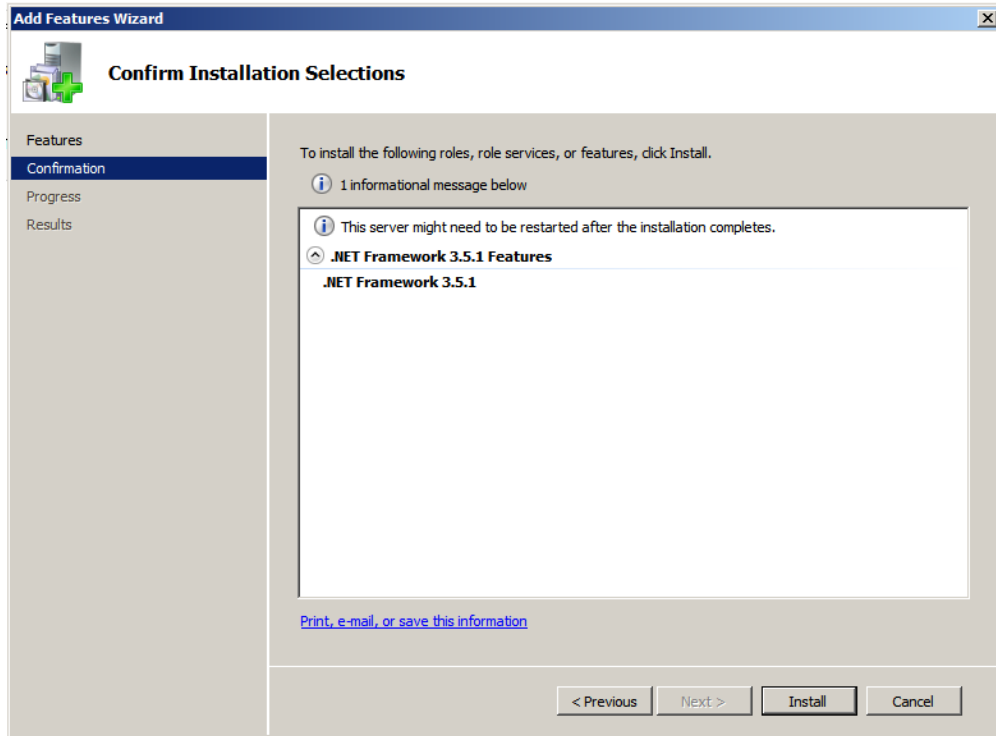 Add Features Wizard
Confirm Installation Selections
Features
Confirmation
Progress
Results
To install the following roles, role services, or features, click Install.
1 informational message below
This server might need to be restarted after the installation completes.
.NET Framework 3.5.1 Features
.NET Framework 3.5.1
Print, e-mail, or save this information
< Previous
Next >
Install
Cancel